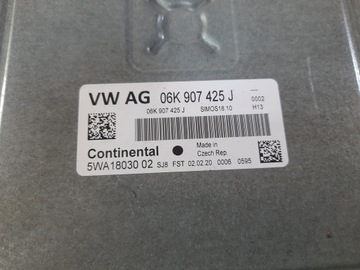 VW AG 06K 907 425 J
06K 907 425 J SIMOS18.10
0002
H13
Continental
Made in
Czech Rep.
5WA18030 02 SJ8 FST 02.02.20 0006 0595